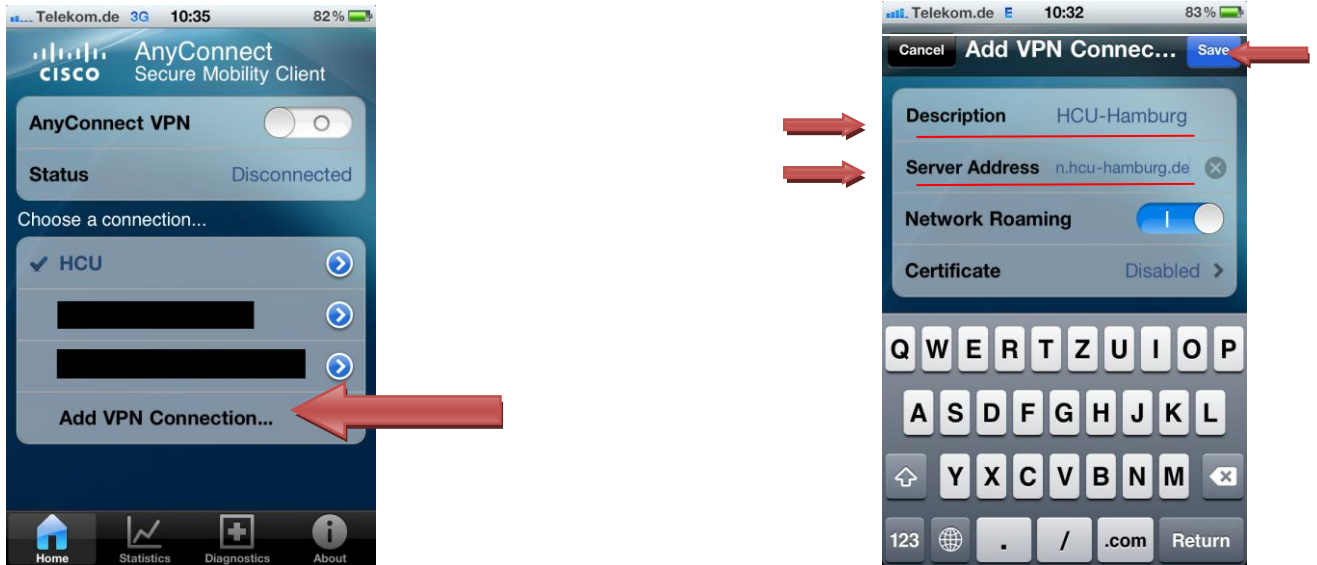 Telekom.de 3G 10:35 82%
CISCO
AnyConnect
Secure Mobility Client
AnyConnect VPN
Status Disconnected
Choose a connection...
HCU
Add VPN Connection...
Home Statistics Diagnostics About
Telekom.de E 10:32 83%
Cancel Add VPN Connec... Save
Description HCU-Hamburg
Server Address n.hcu-hamburg.de
Network Roaming
Certificate Disabled
Q W E R T Z U I O P
A S D F G H J K L
Y X C V B N M
123 . / .com Return